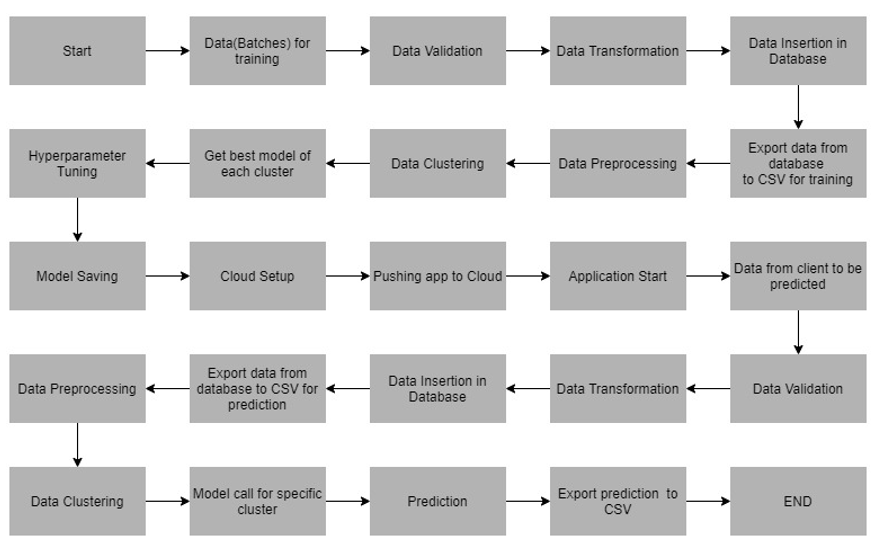 Start
Data(Batches) for
training
Data Validation
Data Transformation
Data Insertion in
Database
Hyperparameter
Tuning
Get best model of
each cluster
Data Clustering
Data Preprocessing
Export data from
database
to CSV for training
Model Saving
Cloud Setup
Pushing app to Cloud
Application Start
Data from client to be
predicted
Data Preprocessing
Export data from
database to CSV for
prediction
Data Insertion in
Database
Data Transformation
Data Validation
Data Clustering
Model call for specific
cluster
Prediction
Export prediction to
CSV
END